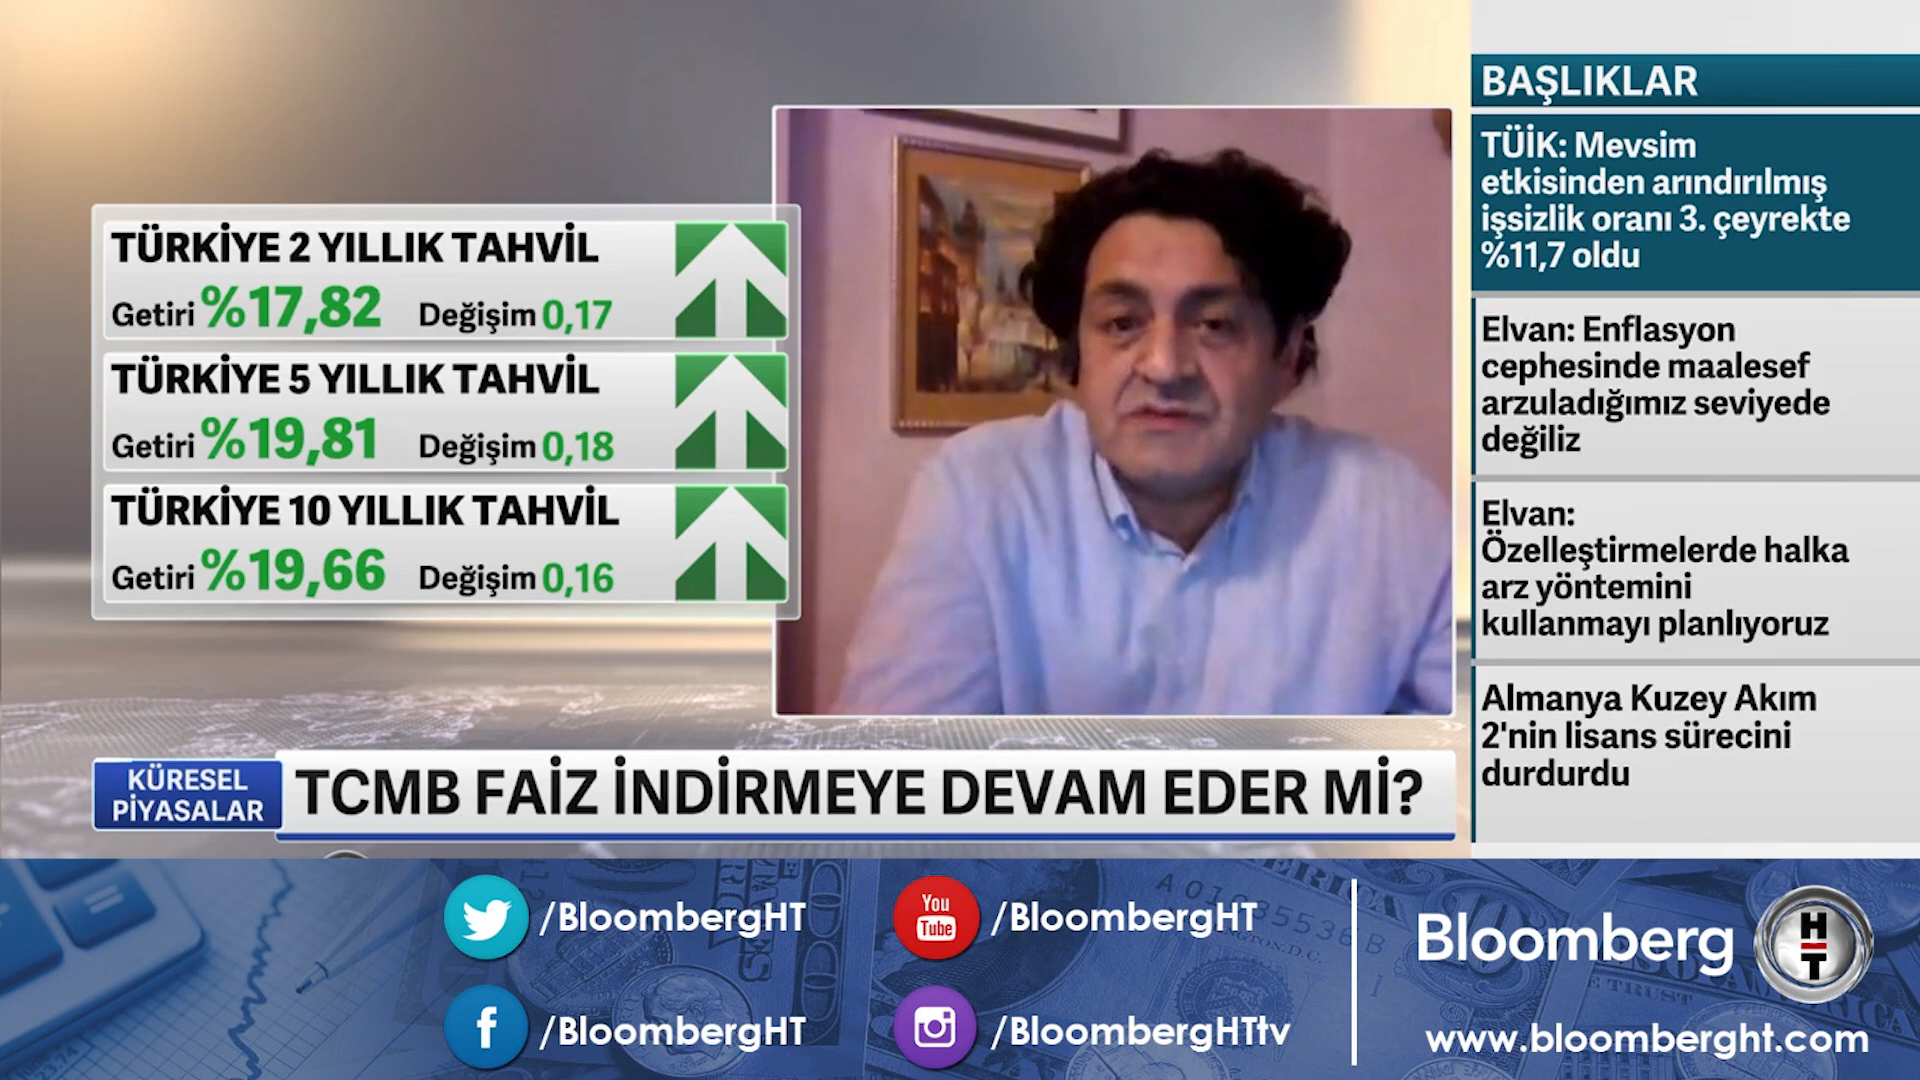 TÜRKİYE 2 YILLIK TAHVİL
Getiri %17,82 Değişim 0,17
TÜRKİYE 5 YILLIK TAHVİL
Getiri %19,81 Değişim 0,18
TÜRKİYE 10 YILLIK TAHVİL
Getiri %19,66 Değişim 0,16
KÜRESEL
PİYASALAR
TCMB FAİZ İNDİRMEYE DEVAM EDER Mİ?
BAŞLIKLAR
TÜİK: Mevsim
etkisinden arındırılmış
işsizlik oranı 3. çeyrekte
%11,7 oldu
Elvan: Enflasyon
cephesinde maalesef
arzuladığımız seviyede
değiliz
Elvan:
Özelleştirmelerde halka
arz yöntemini
kullanmayı planlıyoruz
Almanya Kuzey Akım
2'nin lisans sürecini
durdurdu
/BloombergHT
You
Tube
/BloombergHT
/BloombergHT
/BloombergHTtv
Bloomberg
HT
www.bloomberght.com